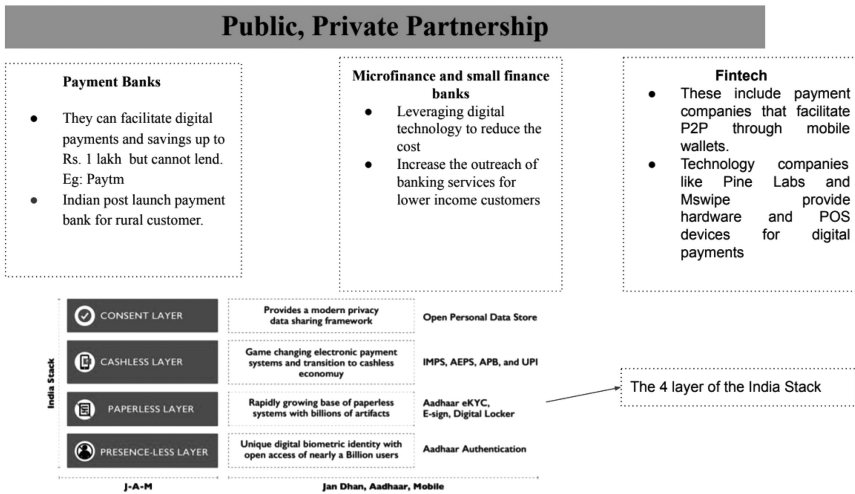 Public, Private Partnership
Payment Banks
● They can facilitate digital
payments and savings up to
Rs. 1 lakh but cannot lend.
Eg: Paytm
● Indian post launch payment
bank for rural customer.
Microfinance and small finance
banks
● Leveraging digital
technology to reduce the
cost
● Increase the outreach of
banking services for
lower income customers
Fintech
● These include payment
companies that facilitate
P2P through mobile
wallets.
● Technology companies
like Pine Labs and
Mswipe provide
hardware and POS
devices for digital
payments
India Stack
CONSENT LAYER
Provides a modern privacy
data sharing framework
Open Personal Data Store
CASHLESS LAYER
Game changing electronic payment
systems and transition to cashless
economuy
IMPS, AEPS, APB, and UPI
PAPERLESS LAYER
Rapidly growing base of paperless
systems with billions of artifacts
Aadhaar eKYC,
E-sign, Digital Locker
PRESENCE-LESS LAYER
Unique digital biometric identity with
open access of nearly a Billion users
Aadhaar Authentication
J-A-M
Jan Dhan, Aadhaar, Mobile
The 4 layer of the India Stack